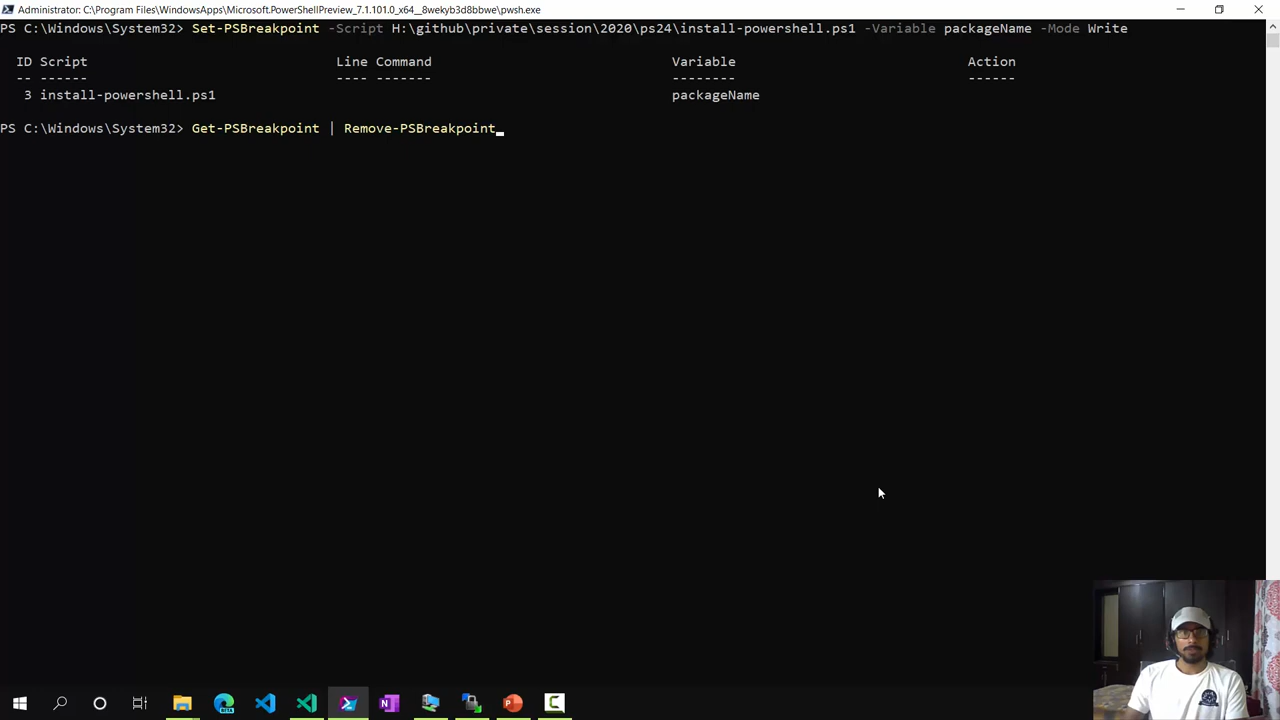 Administrator: C:\Program Files\WindowsApps\Microsoft.PowerShellPreview_7.1.101.0_x64__8wekyb3d8bbwe\pwsh.exe
PS C:\Windows\System32> Set-PSBreakpoint -Script H:\github\private\session\2020\ps24\install-powershell.ps1 -Variable packageName -Mode Write
ID Script Line Command Variable Action
-- ------ ---- ------- -------- ------
3 install-powershell.ps1 packageName
PS C:\Windows\System32> Get-PSBreakpoint | Remove-PSBreakpoint_